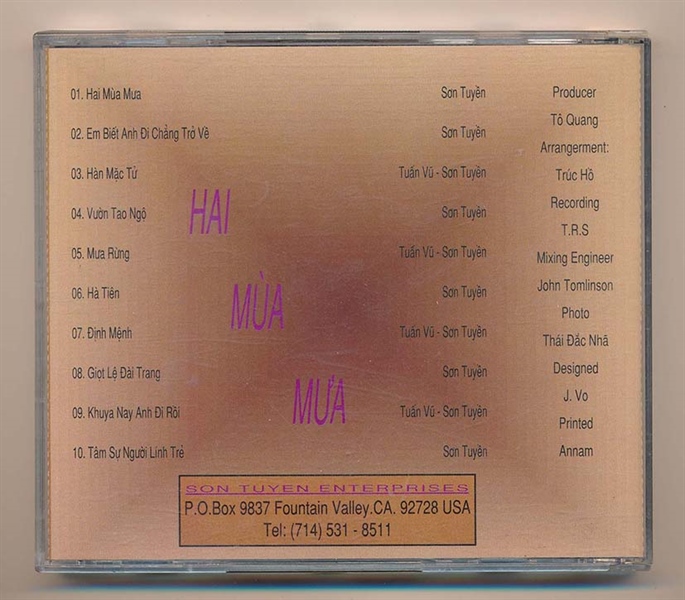 01. Hai Mùa Mưa Sơn Tuyền
02. Em Biết Anh Đi Chẳng Trở Về Sơn Tuyền
03. Hàn Mặc Tử Tuấn Vũ - Sơn Tuyền
04. Vườn Tao Ngộ Sơn Tuyền
05. Mưa Rừng Tuấn Vũ - Sơn Tuyền
06. Hà Tiên Sơn Tuyền
07. Định Mệnh Tuấn Vũ - Sơn Tuyền
08. Giọt Lệ Đài Trang Sơn Tuyền
09. Khuya Nay Anh Đi Rồi Tuấn Vũ - Sơn Tuyền
10. Tâm Sự Người Lính Trẻ Sơn Tuyền
HAI
MÙA
MƯA
Producer
Tô Quang
Arrangerment:
Trúc Hồ
Recording
T.R.S
Mixing Engineer
John Tomlinson
Photo
Thái Đắc Nhã
Designed
J. Vo
Printed
Annam
SON TUYEN ENTERPRISES
P.O.Box 9837 Fountain Valley.CA. 92728 USA
Tel: (714) 531 - 8511